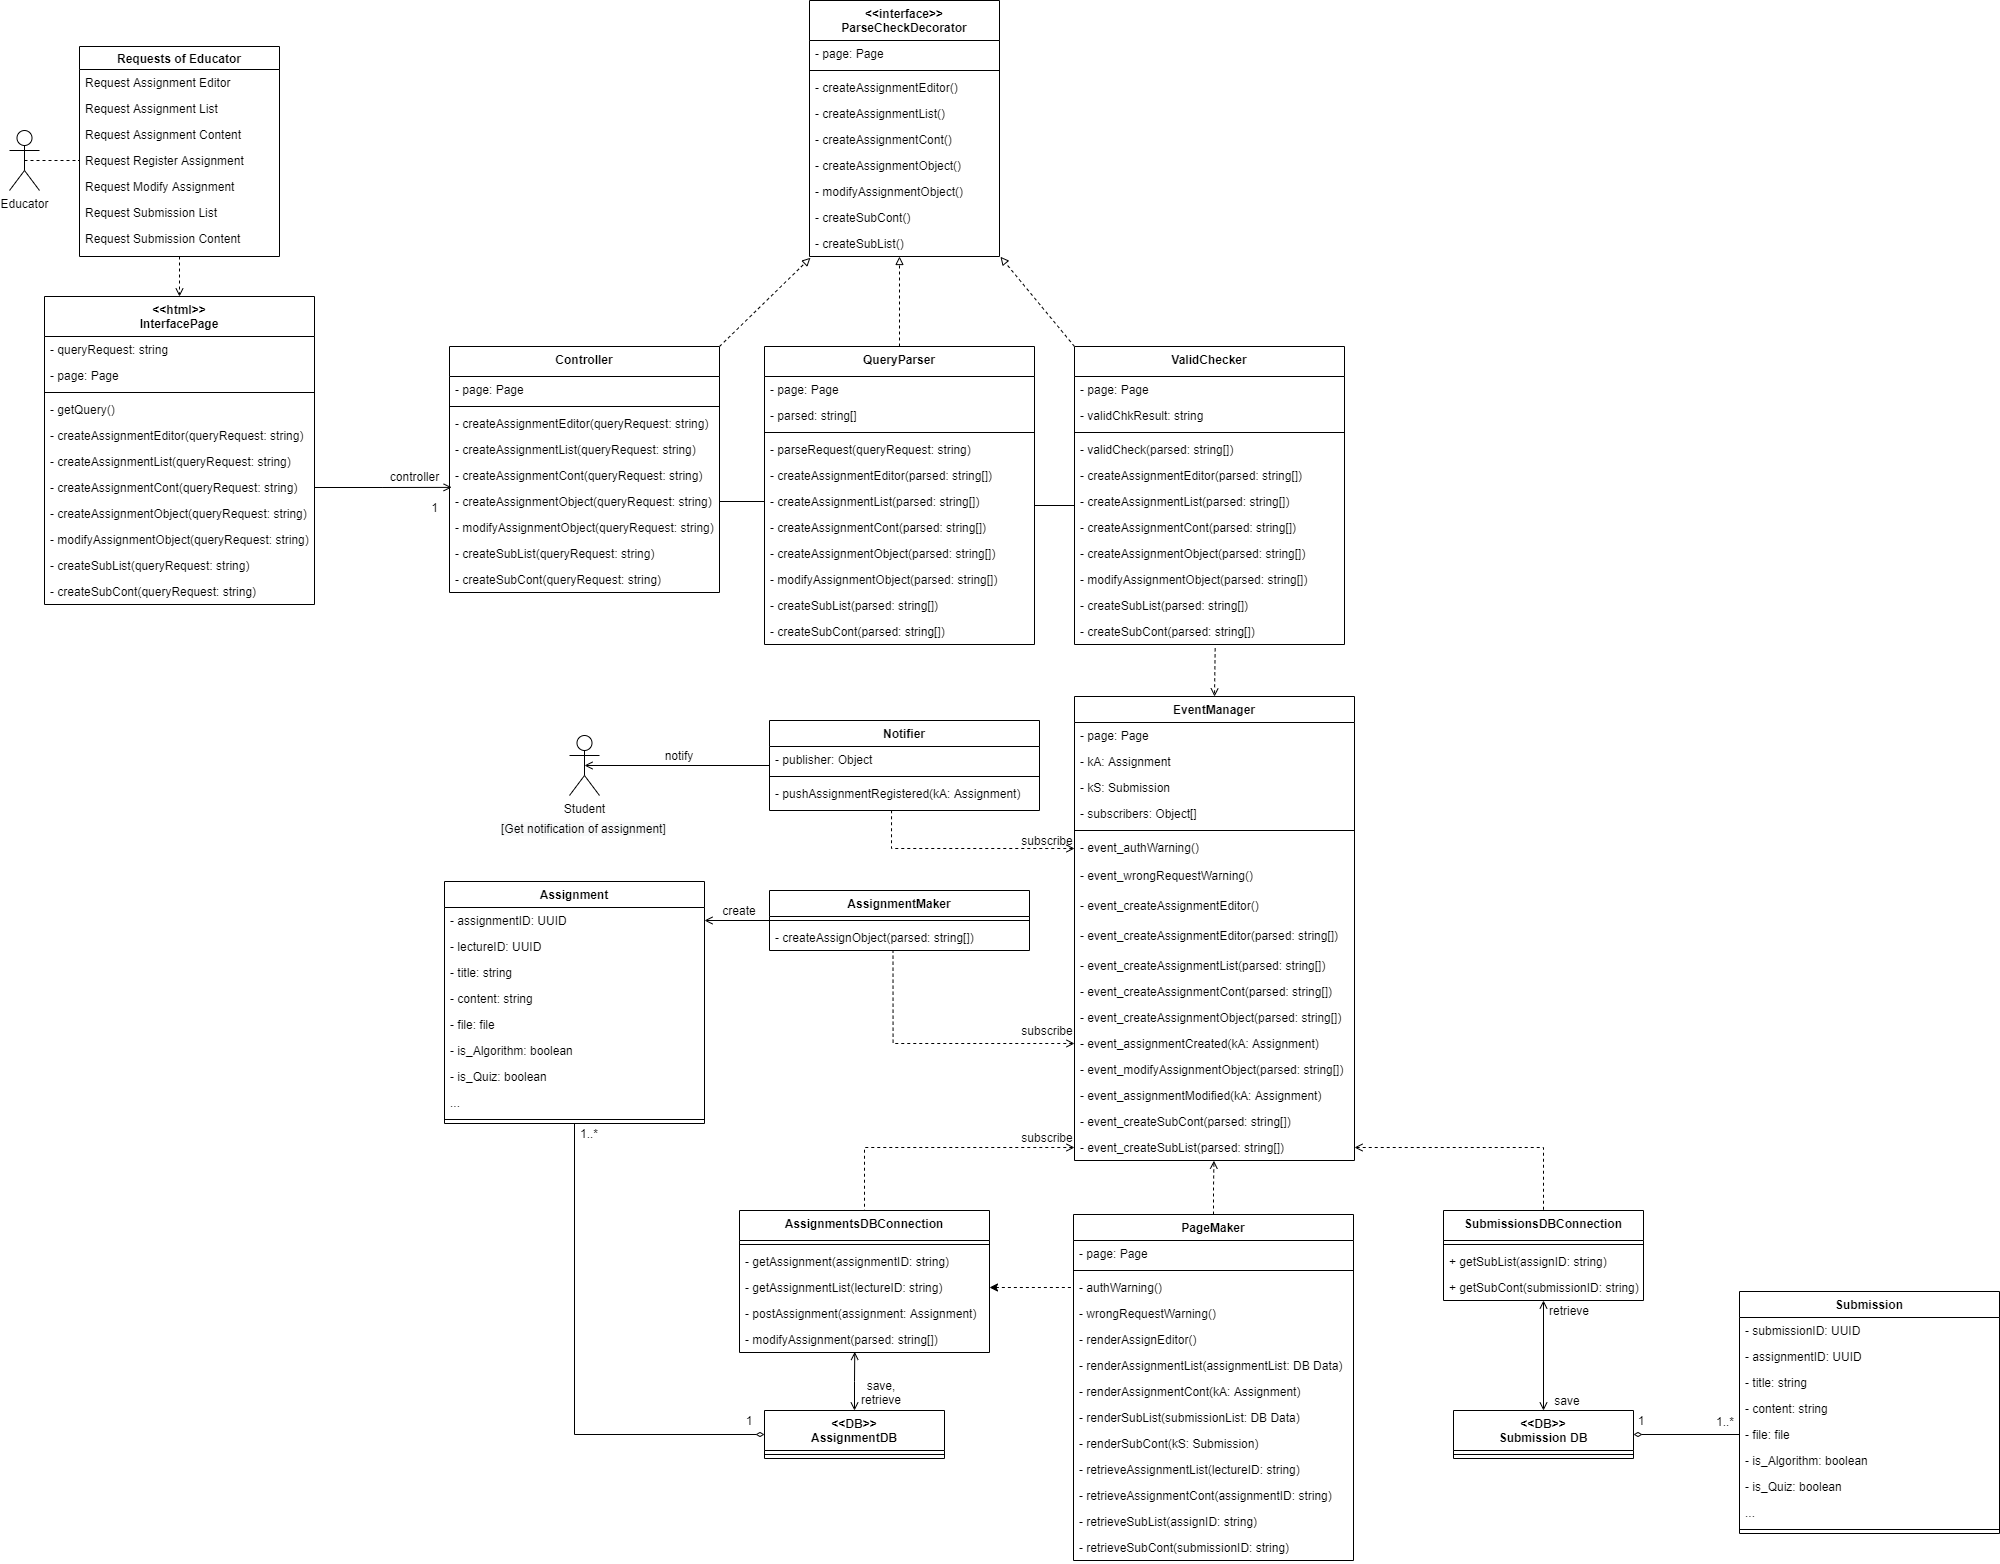 <<interface>>
ParseCheckDecorator
- page: Page
- createAssignmentEditor()
- createAssignmentList()
- createAssignmentCont()
- createAssignmentObject()
- modifyAssignmentObject()
- createSubCont()
- createSubList()
Requests of Educator
Request Assignment Editor
Request Assignment List
Request Assignment Content
Request Register Assignment
Request Modify Assignment
Request Submission List
Request Submission Content
Educator
<<html>>
InterfacePage
- queryRequest: string
- page: Page
- getQuery()
- createAssignmentEditor(queryRequest: string)
- createAssignmentList(queryRequest: string)
- createAssignmentCont(queryRequest: string)
- createAssignmentObject(queryRequest: string)
- modifyAssignmentObject(queryRequest: string)
- createSubList(queryRequest: string)
- createSubCont(queryRequest: string)
controller
1
Controller
- page: Page
- createAssignmentEditor(queryRequest: string)
- createAssignmentList(queryRequest: string)
- createAssignmentCont(queryRequest: string)
- createAssignmentObject(queryRequest: string)
- modifyAssignmentObject(queryRequest: string)
- createSubList(queryRequest: string)
- createSubCont(queryRequest: string)
QueryParser
- page: Page
- parsed: string[]
- parseRequest(queryRequest: string)
- createAssignmentEditor(parsed: string[])
- createAssignmentList(parsed: string[])
- createAssignmentCont(parsed: string[])
- createAssignmentObject(parsed: string[])
- modifyAssignmentObject(parsed: string[])
- createSubList(parsed: string[])
- createSubCont(parsed: string[])
ValidChecker
- page: Page
- validChkResult: string
- validCheck(parsed: string[])
- createAssignmentEditor(parsed: string[])
- createAssignmentList(parsed: string[])
- createAssignmentCont(parsed: string[])
- createAssignmentObject(parsed: string[])
- modifyAssignmentObject(parsed: string[])
- createSubList(parsed: string[])
- createSubCont(parsed: string[])
EventManager
- page: Page
- kA: Assignment
- kS: Submission
- subscribers: Object[]
- event_authWarning()
- event_wrongRequestWarning()
- event_createAssignmentEditor()
- event_createAssignmentEditor(parsed: string[])
- event_createAssignmentList(parsed: string[])
- event_createAssignmentCont(parsed: string[])
- event_createAssignmentObject(parsed: string[])
- event_assignmentCreated(kA: Assignment)
- event_modifyAssignmentObject(parsed: string[])
- event_assignmentModified(kA: Assignment)
- event_createSubCont(parsed: string[])
- event_createSubList(parsed: string[])
Notifier
- publisher: Object
- pushAssignmentRegistered(kA: Assignment)
notify
Student
[Get notification of assignment]
subscribe
Assignment
- assignmentID: UUID
- lectureID: UUID
- title: string
- content: string
- file: file
- is_Algorithm: boolean
- is_Quiz: boolean
...
create
AssignmentMaker
- createAssignObject(parsed: string[])
subscribe
1..*
subscribe
AssignmentsDBConnection
- getAssignment(assignmentID: string)
- getAssignmentList(lectureID: string)
- postAssignment(assignment: Assignment)
- modifyAssignment(parsed: string[])
save,
retrieve
1
<<DB>>
AssignmentDB
PageMaker
- page: Page
- authWarning()
- wrongRequestWarning()
- renderAssignEditor()
- renderAssignmentList(assignmentList: DB Data)
- renderAssignmentCont(kA: Assignment)
- renderSubList(submissionList: DB Data)
- renderSubCont(kS: Submission)
- retrieveAssignmentList(lectureID: string)
- retrieveAssignmentCont(assignmentID: string)
- retrieveSubList(assignID: string)
- retrieveSubCont(submissionID: string)
SubmissionsDBConnection
+ getSubList(assignID: string)
+ getSubCont(submissionID: string)
retrieve
save
<<DB>>
Submission DB
1
1..*
Submission
- submissionID: UUID
- assignmentID: UUID
- title: string
- content: string
- file: file
- is_Algorithm: boolean
- is_Quiz: boolean
...